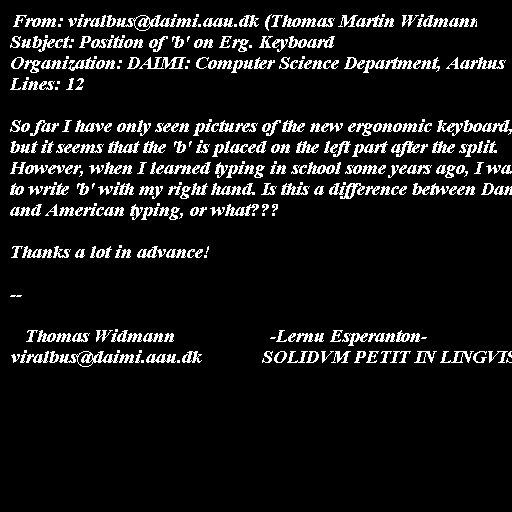 From: viralbus@daimi.aau.dk (Thomas Martin Widmann
Subject: Position of 'b' on Erg. Keyboard
Organization: DAIMI: Computer Science Department, Aarhus
Lines: 12
So far I have only seen pictures of the new ergonomic keyboard,
but it seems that the 'b' is placed on the left part after the split.
However, when I learned typing in school some years ago, I
to write 'b' with my right hand. Is this a difference between
and American typing, or what???
Thanks a lot in advance!
--
Thomas Widmann -Lernu Esperanton-
viralbus@daimi.aau.dk SOLIDVM PETIT IN LINGVIS